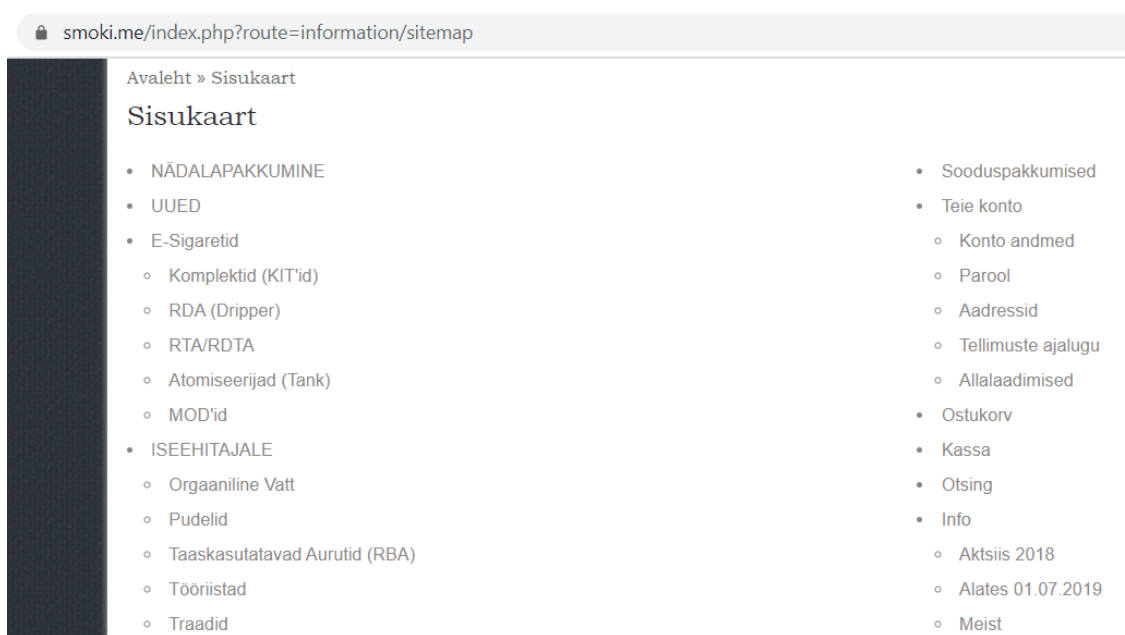 smoki.me/index.php?route=information/sitemap
Avaleht » Sisukaart
Sisukaart
NÄDALAPAKKUMINE
UUED
E-Sigaretid
Komplektid (KIT'id)
RDA (Dripper)
RTA/RDTA
Atomiseerijad (Tank)
MOD'id
ISEEHITAJALE
Orgaaniline Vatt
Pudelid
Taaskasutatavad Aurutid (RBA)
Tööriistad
Traadid
Sooduspakkumised
Teie konto
Konto andmed
Parool
Aadressid
Tellimuste ajalugu
Allalaadimised
Ostukorv
Kassa
Otsing
Info
Aktsiis 2018
Alates 01.07.2019
Meist